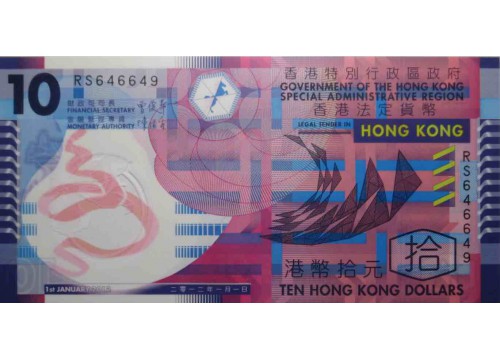 10
RS646649
財政司司長
FINANCIAL SECRETARY
金融管理專員
MONETARY AUTHORITY
香港特別行政區政府
GOVERNMENT OF THE HONG KONG
SPECIAL ADMINISTRATIVE REGION
香港法定貨幣
LEGAL TENDER IN
HONG KONG
RS646649
港幣拾元
拾
TEN HONG KONG DOLLARS
1st JANUARY
二零一二年一月一日